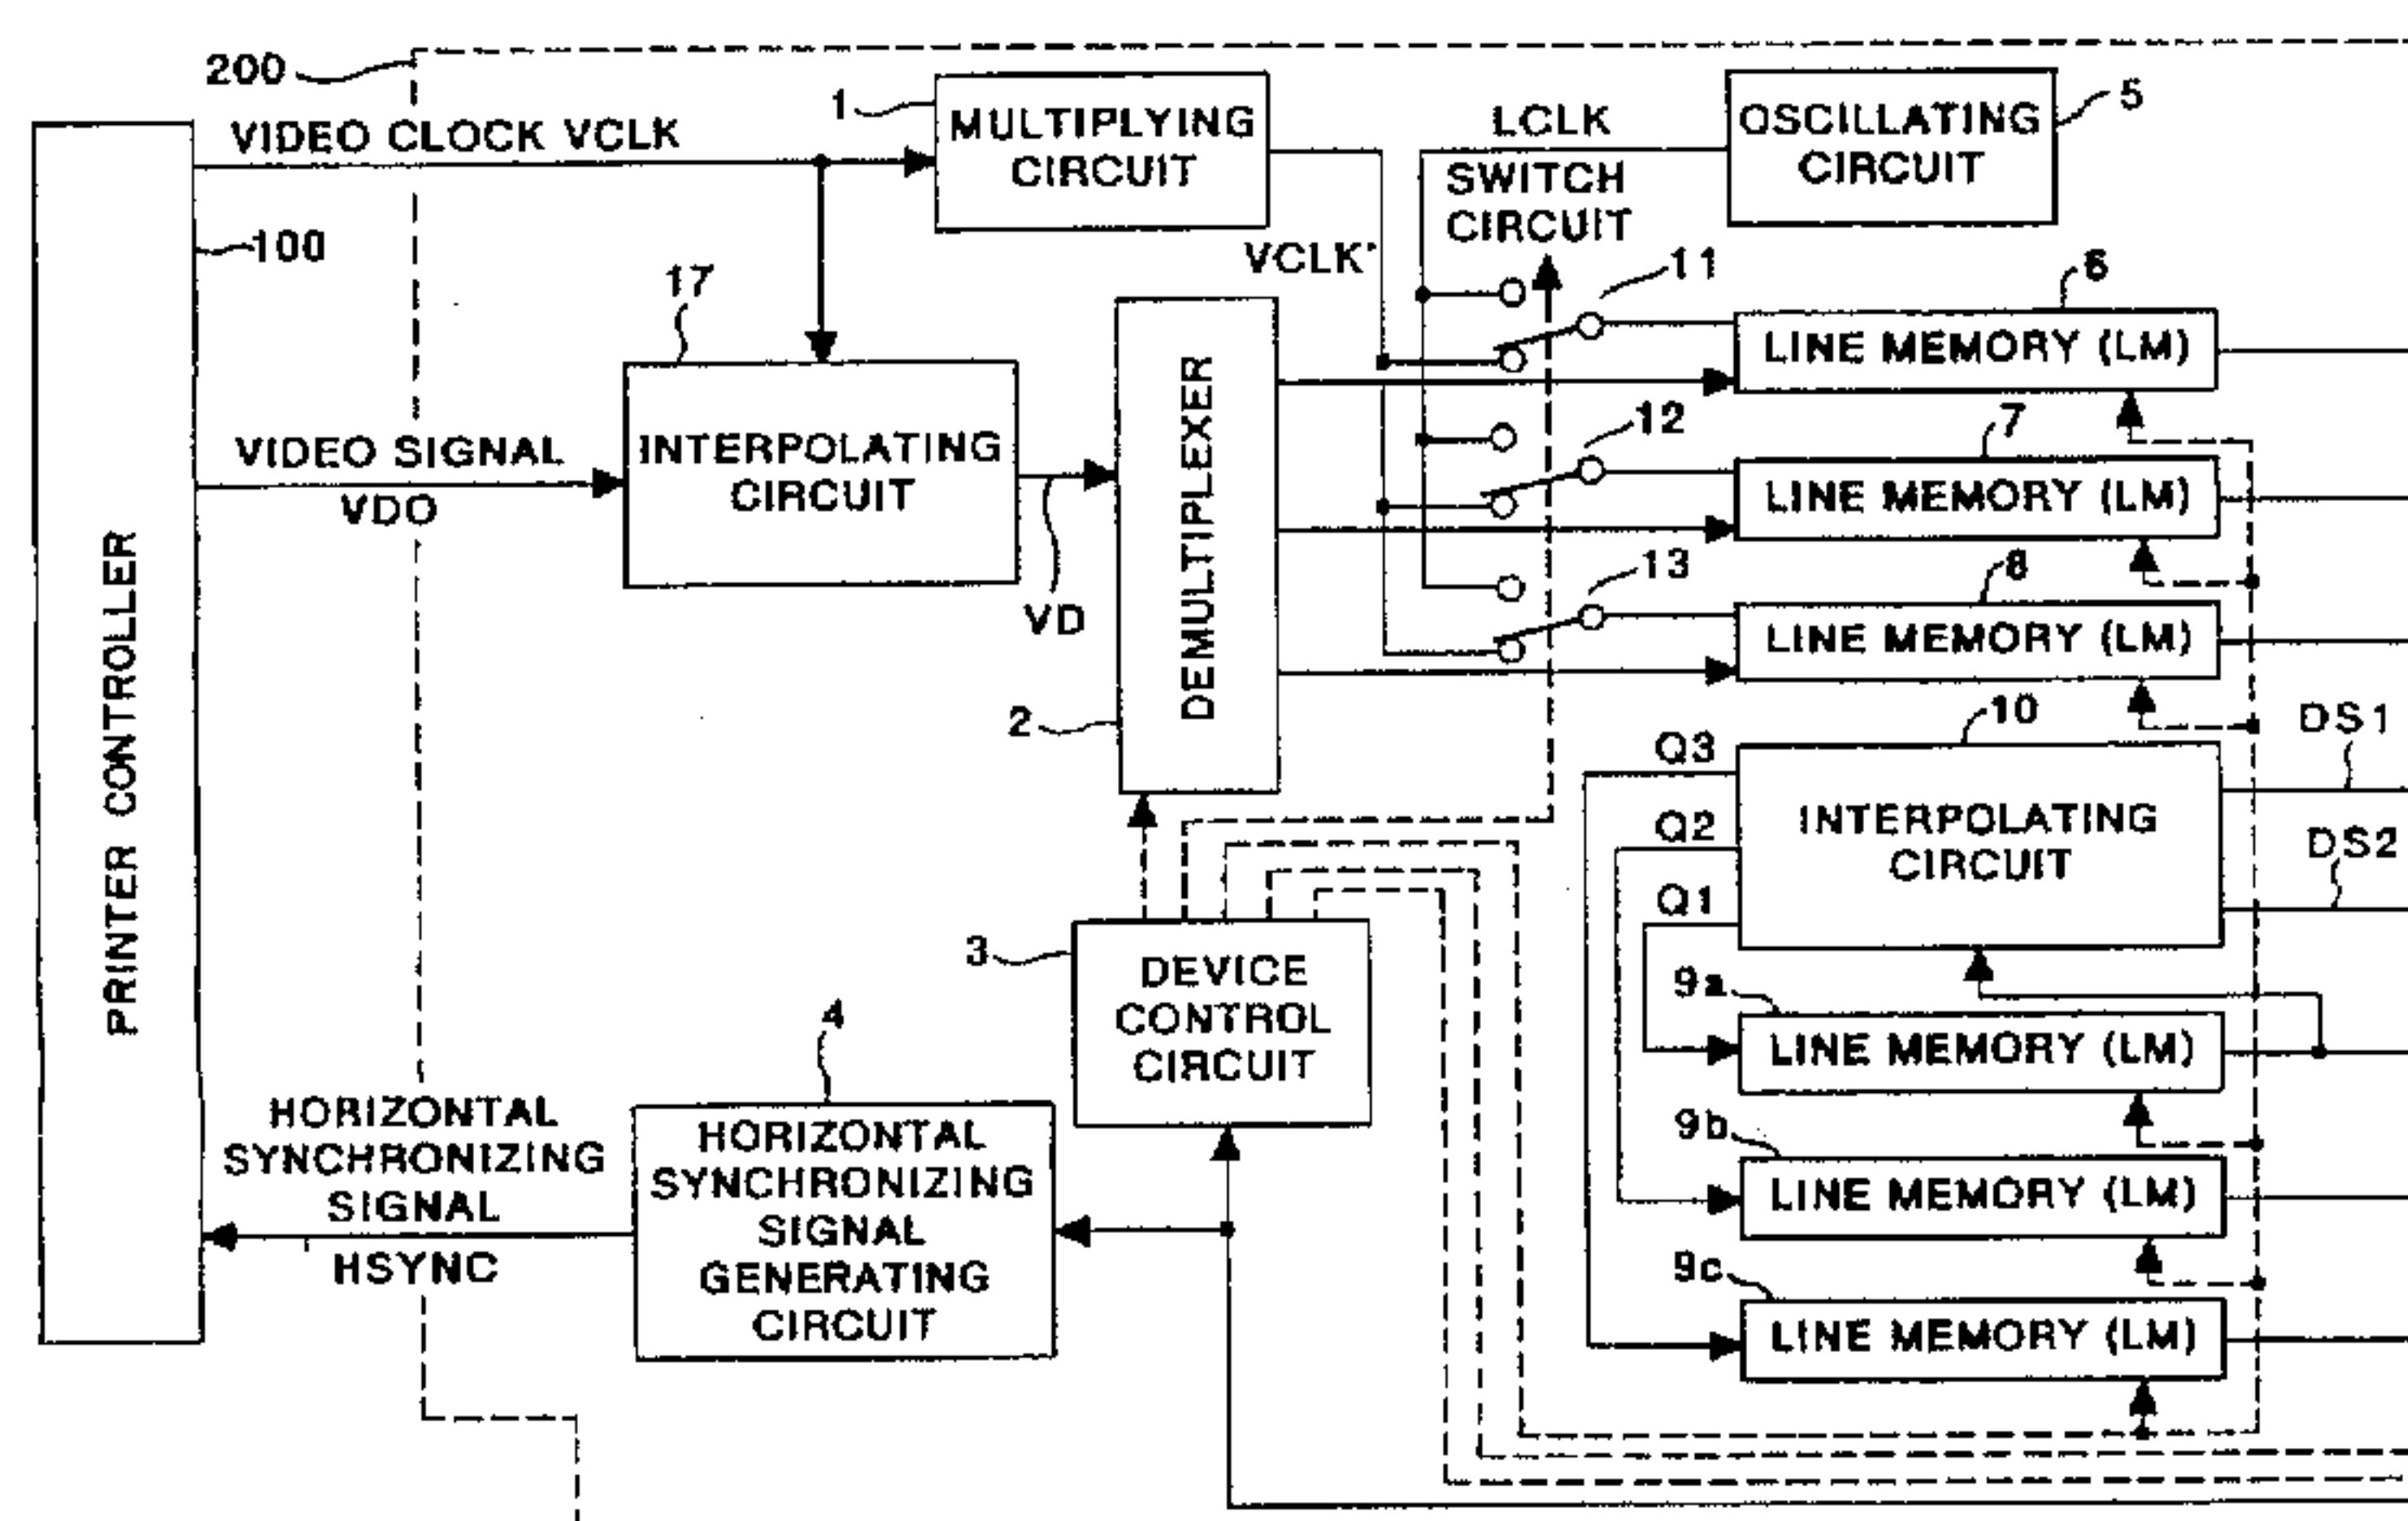 200
VIDEO CLOCK VCLK
100
PRINTER CONTROLLER
1
MULTIPLYING
CIRCUIT
LCLK
OSCILLATING
CIRCUIT
5
SWITCH
CIRCUIT
VCLK'
17
INTERPOLATING
CIRCUIT
VIDEO SIGNAL
VDO
VD
DEMULTIPLEXER
2
11
6
LINE MEMORY (LM)
12
7
LINE MEMORY (LM)
13
8
LINE MEMORY (LM)
10
Q3
Q2
Q1
INTERPOLATING
CIRCUIT
DS1
DS2
3
DEVICE
CONTROL
CIRCUIT
9a
LINE MEMORY (LM)
9b
LINE MEMORY (LM)
9c
LINE MEMORY (LM)
4
HORIZONTAL
SYNCHRONIZING
SIGNAL
GENERATING
CIRCUIT
HORIZONTAL
SYNCHRONIZING
SIGNAL
HSYNC